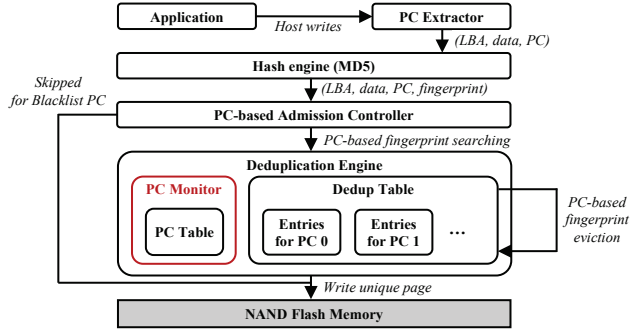 Application
Host writes
PC Extractor
(LBA, data, PC)
Hash engine (MD5)
Skipped
for Blacklist PC
(LBA, data, PC, fingerprint)
PC-based Admission Controller
PC-based fingerprint searching
Deduplication Engine
PC Monitor
PC Table
Dedup Table
Entries
for PC 0
Entries
for PC 1
...
PC-based
fingerprint
eviction
Write unique page
NAND Flash Memory